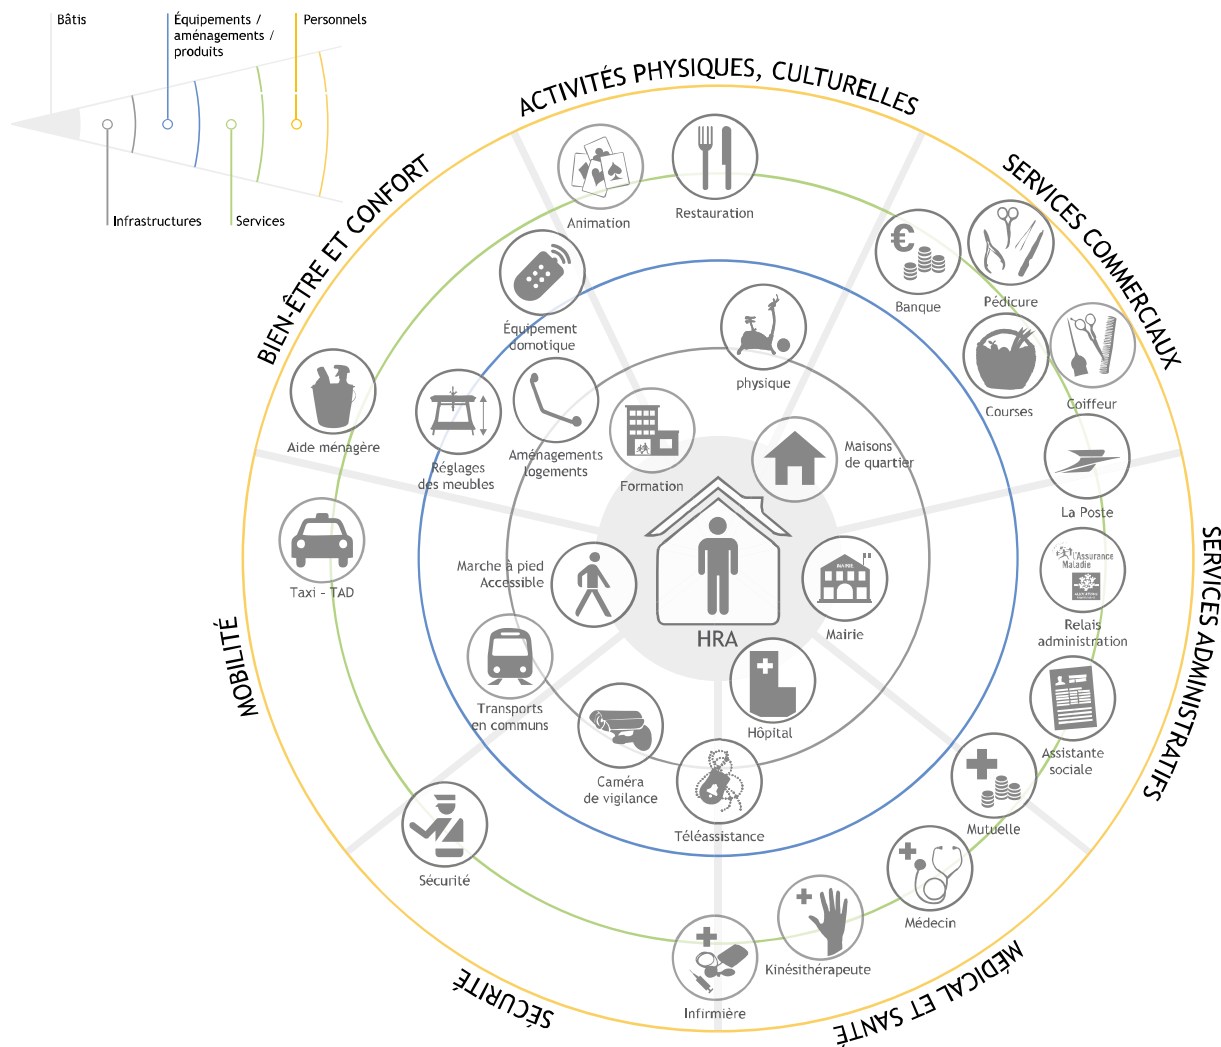 Bâtis
Équipements /
aménagements /
produits
Personnels
Infrastructures
Services
ACTIVITÉS PHYSIQUES, CULTURELLES
SERVICES COMMERCIAUX
BIEN-ÊTRE ET CONFORT
Animation
Restauration
Banque
Pédicure
Équipement
domotique
physique
Courses
Coiffeur
Aide ménagère
Réglages
des meubles
Aménagements
logements
Formation
Maisons
de quartier
La Poste
Taxi - TAD
Marche à pied
Accessible
HRA
MAIRIE
Mairie
l'Assurance
Maladie
Relais
administration
SERVICES ADMINISTRATIFS
MOBILITÉ
Transports
en communs
Hôpital
Assistante
sociale
Caméra
de vigilance
Téléassistance
Mutuelle
Sécurité
Médecin
Kinésithérapeute
Infirmière
SÉCURITÉ
MÉDICAL ET SANTÉ